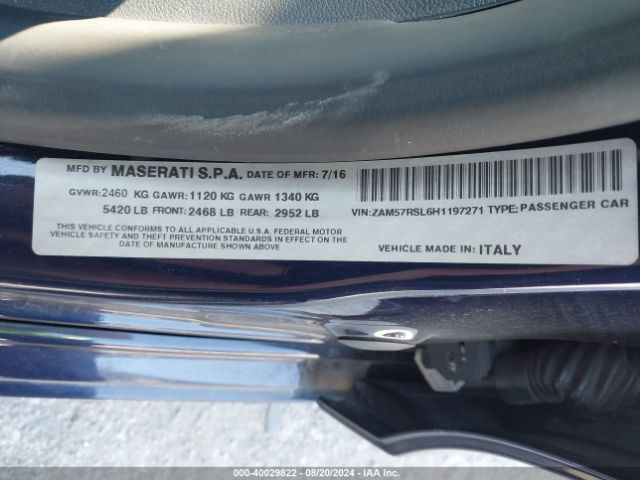 MFD BY MASERATI S.P.A. DATE OF MFR: 7/16
GVWR: 2460 KG GAWR: 1120 KG GAWR 1340 KG
5420 LB FRONT: 2468 LB REAR: 2952 LB
THIS VEHICLE CONFORMS TO ALL APPLICABLE U.S.A. FEDERAL MOTOR
VEHICLE SAFETY AND THEFT PREVENTION STANDARDS IN EFFECT ON THE
DATE OF MANUFACTURE SHOWN ABOVE
VIN: ZAM57RSL6H1197271 TYPE: PASSENGER CAR
VEHICLE MADE IN: ITALY
000-40029822 - 08/20/2024 - IAA Inc.